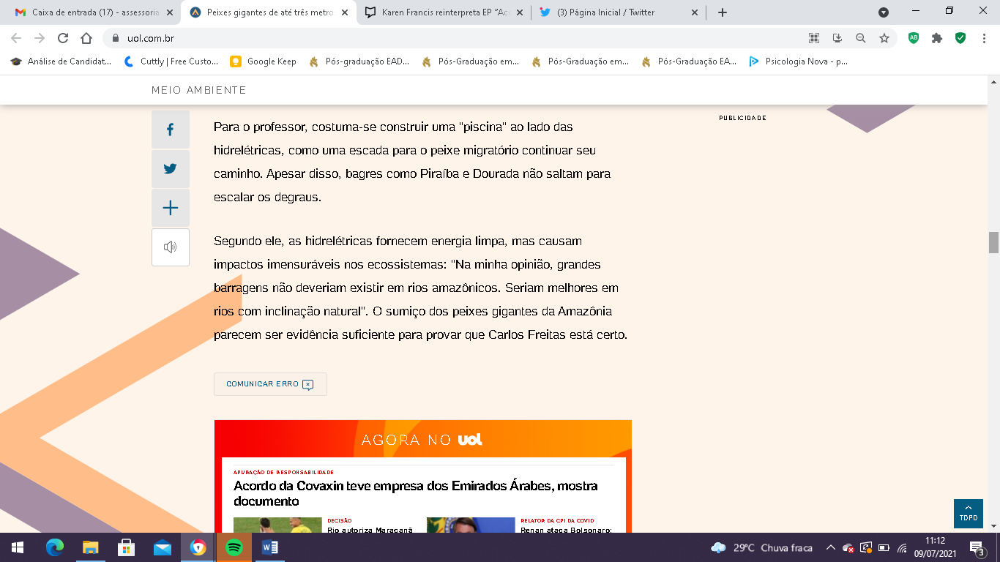 Caixa de entrada (17) - assessoria
Peixes gigantes de até três metro
Karen Francis reinterpreta EP "Ac
(3) Página Inicial / Twitter
uol.com.br
Análise de Candidat...
Cuttly | Free Custo...
Google Keep
Pós-graduação EAD...
Pós-Graduação em...
Pós-Graduação em...
Pós-Graduação EA...
Psicologia Nova - p...
MEIO AMBIENTE
PUBLICIDADE
Para o professor, costuma-se construir uma "piscina" ao lado das
hidrelétricas, como uma escada para o peixe migratório continuar seu
caminho. Apesar disso, bagres como Piraíba e Dourada não saltam para
escalar os degraus.
Segundo ele, as hidrelétricas fornecem energia limpa, mas causam
impactos imensuráveis nos ecossistemas: "Na minha opinião, grandes
barragens não deveriam existir em rios amazônicos. Seriam melhores em
rios com inclinação natural". O sumiço dos peixes gigantes da Amazônia
parecem ser evidência suficiente para provar que Carlos Freitas está certo.
COMUNICAR ERRO
AGORA NO uol
APURAÇÃO DE RESPONSABILIDADE
Acordo da Covaxin teve empresa dos Emirados Árabes, mostra
documento
DECISÃO
Rio autoriza Maracanã
RELATOR DA CPI DA COVID
Renan ataca Bolsonaro:
TOPO
29°C Chuva fraca
11:12
09/07/2021
3